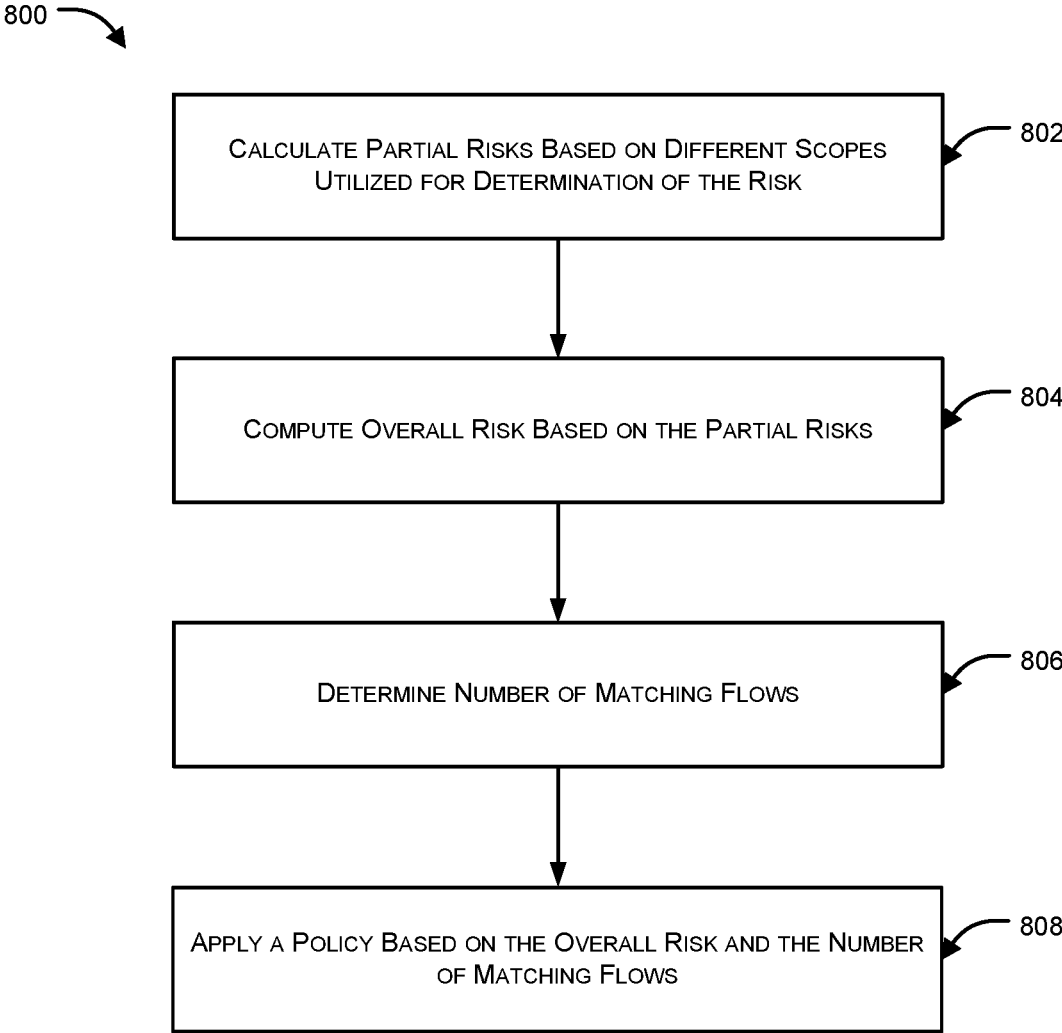 800
CALCULATE PARTIAL RISKS BASED ON DIFFERENT SCOPES
UTILIZED FOR DETERMINATION OF THE RISK
802
COMPUTE OVERALL RISK BASED ON THE PARTIAL RISKS
804
DETERMINE NUMBER OF MATCHING FLOWS
806
APPLY A POLICY BASED ON THE OVERALL RISK AND THE NUMBER
OF MATCHING FLOWS
808